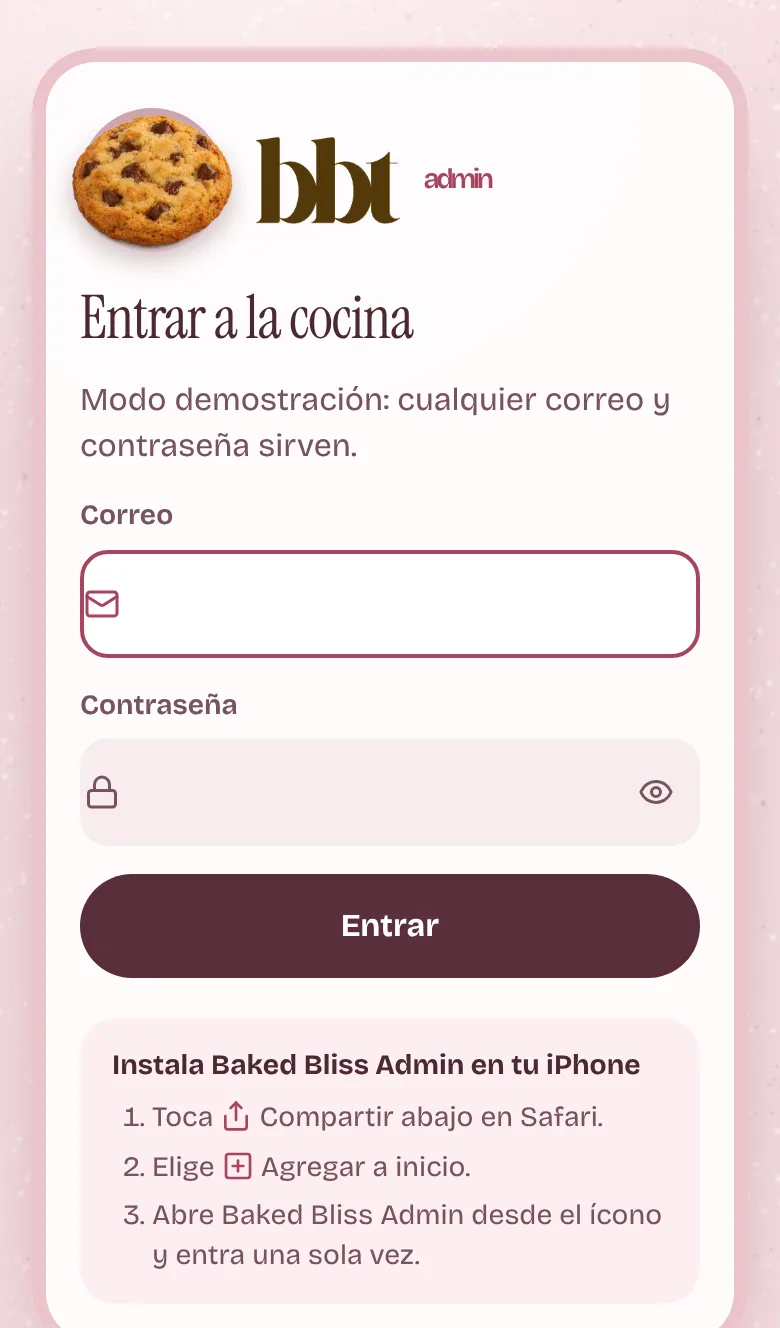 bbt admin
Entrar a la cocina
Modo demostración: cualquier correo y
contraseña sirven.
Correo
Contraseña
Entrar
Instala Baked Bliss Admin en tu iPhone
1. Toca Compartir abajo en Safari.
2. Elige Agregar a inicio.
3. Abre Baked Bliss Admin desde el ícono
y entra una sola vez.